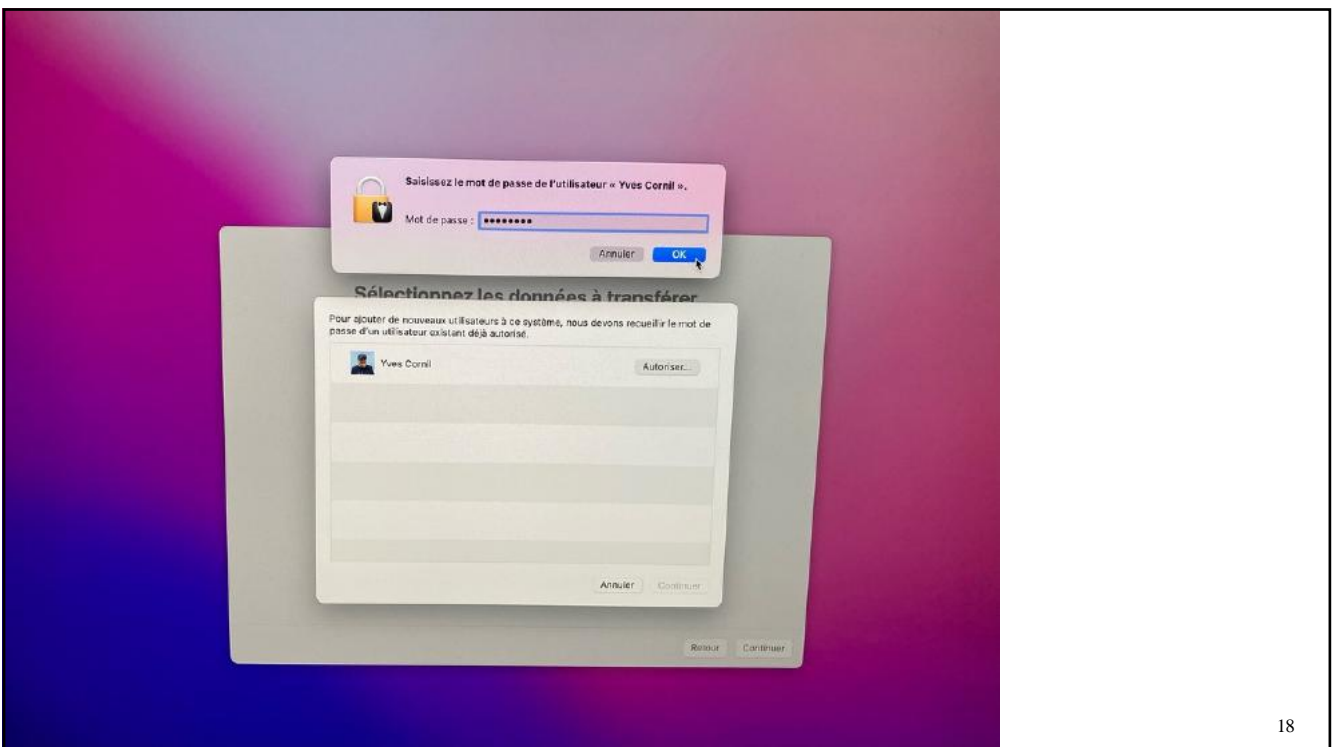 Saisissez le mot de passe de l'utilisateur « Yves Cornil ».
Mot de passe : ••••••••
Annuler OK
Sélectionnez les données à transférer
Pour ajouter de nouveaux utilisateurs à ce système, nous devons recueillir le mot de
passe d'un utilisateur existant déjà autorisé.
Yves Cornil Autoriser...
Annuler Continuer
Retour Continuer
18